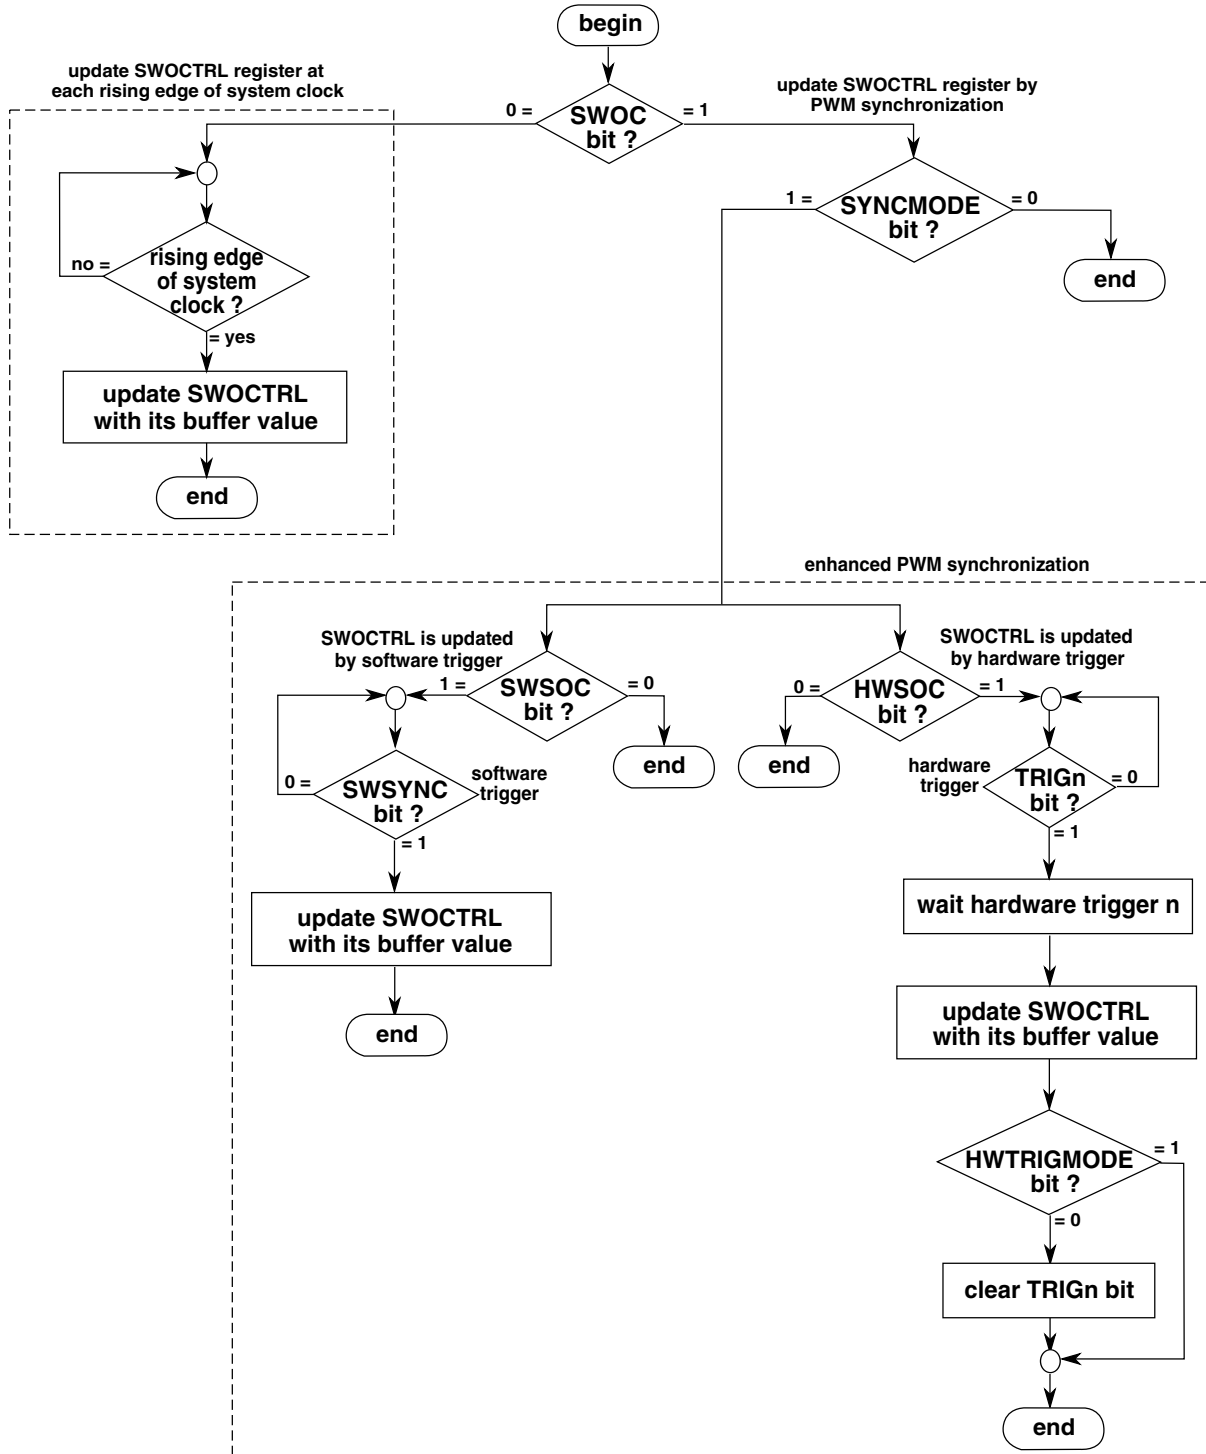 begin
update SWOCTRL register at
each rising edge of system clock
update SWOCTRL register by
PWM synchronization
0 =
SWOC
bit ?
= 1
1 =
SYNCMODE
bit ?
= 0
end
no =
rising edge
of system
clock ?
= yes
update SWOCTRL
with its buffer value
end
enhanced PWM synchronization
SWOCTRL is updated
by software trigger
SWOCTRL is updated
by hardware trigger
1 =
SWSOC
bit ?
= 0
end
0 =
HWSOC
bit ?
= 1
end
0 =
SWSYNC
bit ?
software
trigger
= 1
update SWOCTRL
with its buffer value
end
hardware
trigger
TRIGn
bit ?
= 0
= 1
wait hardware trigger n
update SWOCTRL
with its buffer value
HWTRIGMODE
bit ?
= 1
= 0
clear TRIGn bit
end